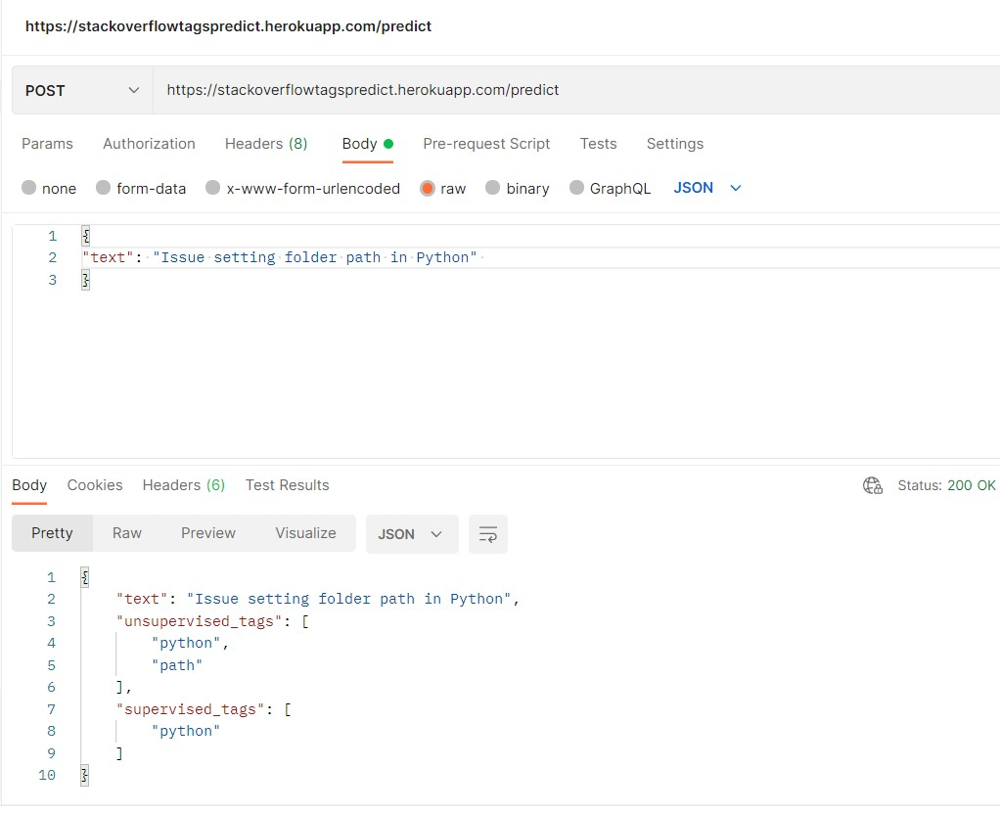 https://stackoverflowtagspredict.herokuapp.com/predict
POST https://stackoverflowtagspredict.herokuapp.com/predict
Params Authorization Headers (8) Body Pre-request Script Tests Settings
none form-data x-www-form-urlencoded raw binary GraphQL JSON
1 {
2 "text": "Issue setting folder path in Python"
3 }
Body Cookies Headers (6) Test Results Status: 200 OK
Pretty Raw Preview Visualize JSON
1 {
2 "text": "Issue setting folder path in Python",
3 "unsupervised_tags": [
4 "python",
5 "path"
6 ],
7 "supervised_tags": [
8 "python"
9 ]
10 }